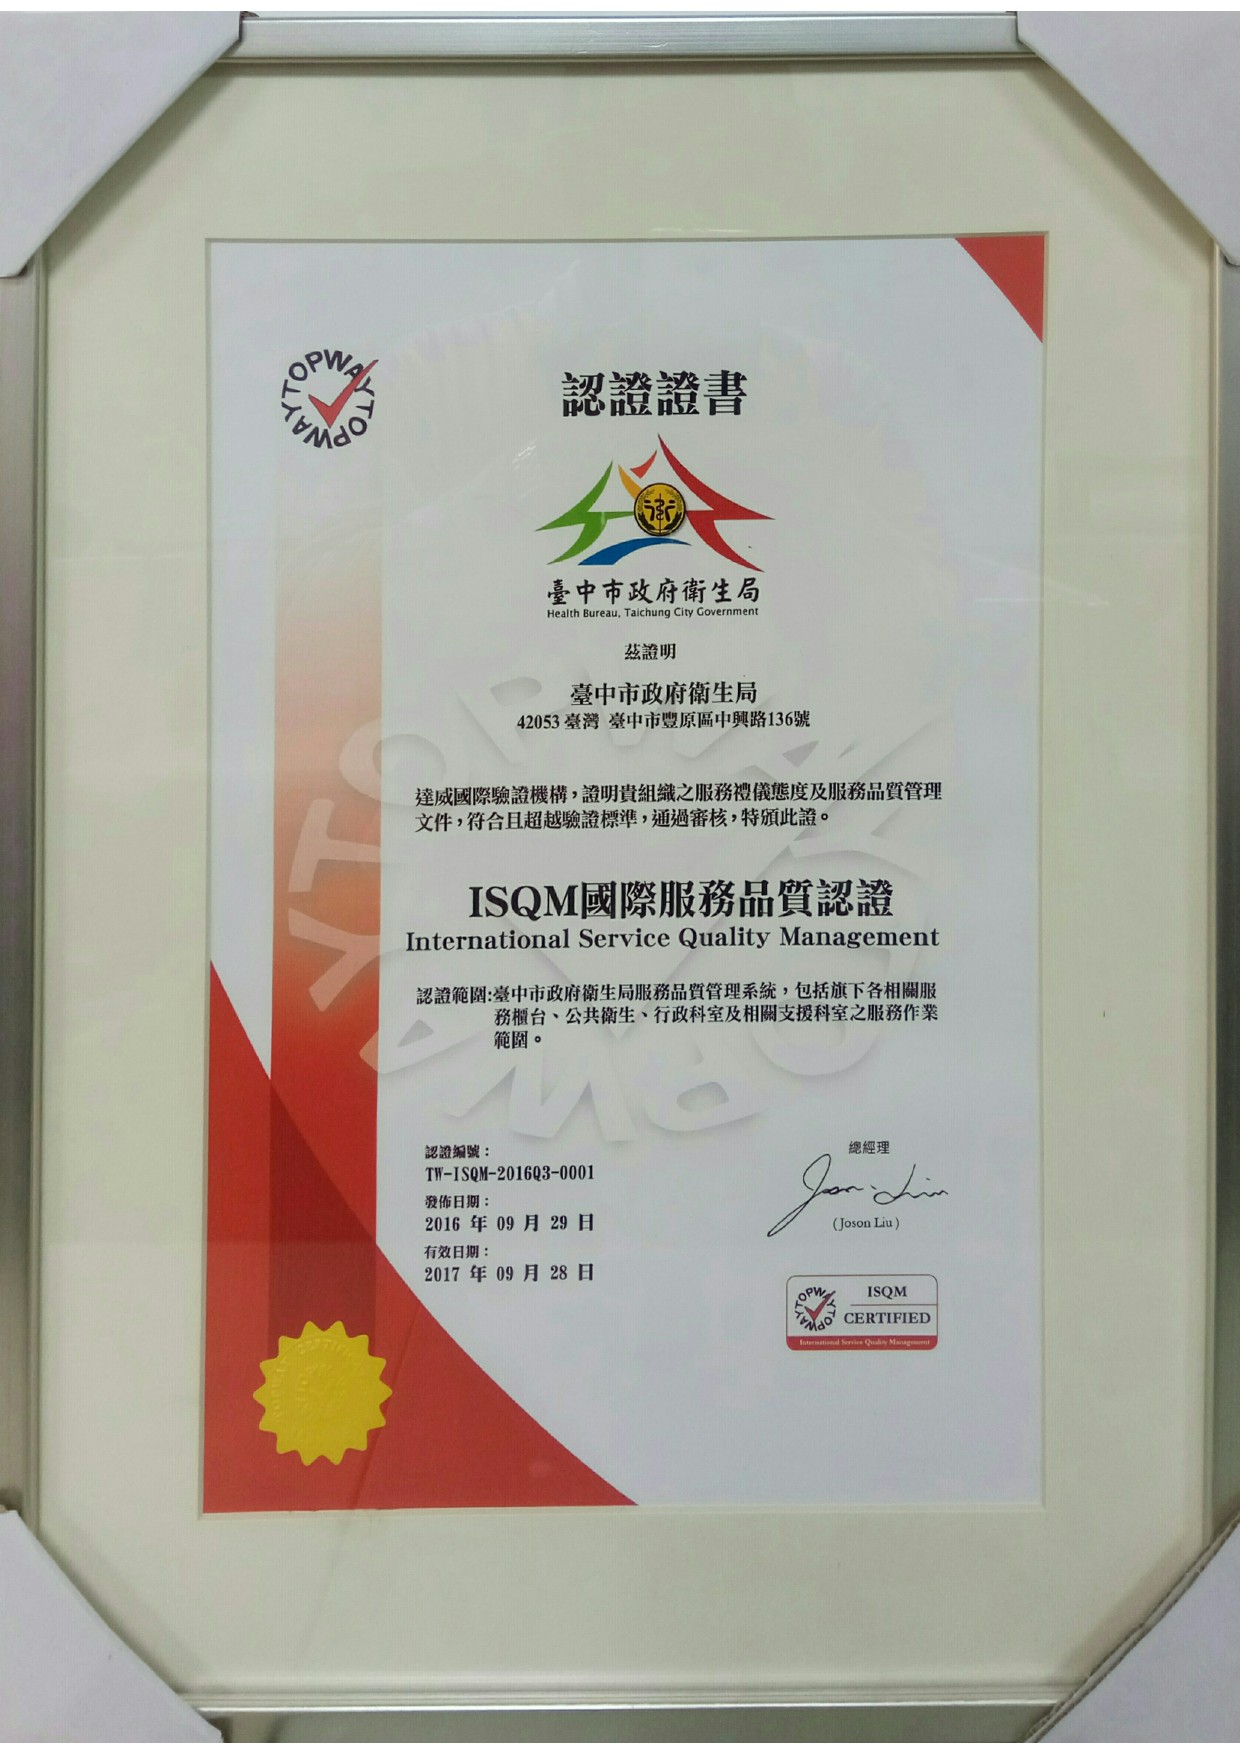 TOPWAY TOPWAY
認證證書
臺中市政府衛生局
Health Bureau, Taichung City Government
茲證明
臺中市政府衛生局
42053 臺灣 臺中市豐原區中興路136號
達威國際驗證機構，證明貴組織之服務禮儀態度及服務品質管理
文件，符合且超越驗證標準，通過審核，特頒此證。
ISQM國際服務品質認證
International Service Quality Management
認證範圍:臺中市政府衛生局服務品質管理系統，包括旗下各相關服
務櫃台、公共衛生、行政科室及相關支援科室之服務作業
範圍。
認證編號：
TW-ISQM-2016Q3-0001
發佈日期：
2016 年 09 月 29 日
有效日期：
2017 年 09 月 28 日
總經理
(Joson Liu)
TOPWAY TOPWAY
ISQM
CERTIFIED
International Service Quality Management